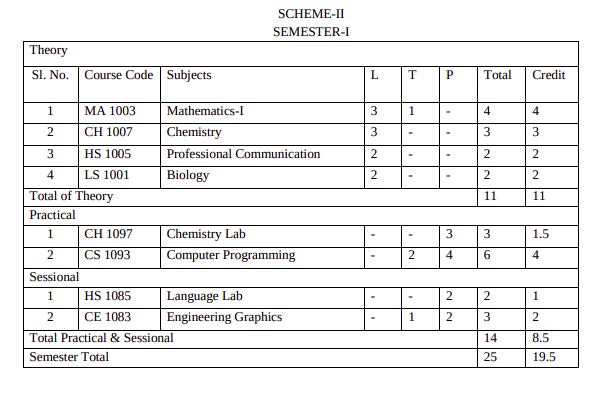 SCHEME-II
SEMESTER-I
Theory
Sl. No. Course Code Subjects L T P Total Credit
1 MA 1003 Mathematics-I 3 1 - 4 4
2 CH 1007 Chemistry 3 - - 3 3
3 HS 1005 Professional Communication 2 - - 2 2
4 LS 1001 Biology 2 - - 2 2
Total of Theory 11 11
Practical
1 CH 1097 Chemistry Lab - - 3 3 1.5
2 CS 1093 Computer Programming - 2 4 6 4
Sessional
1 HS 1085 Language Lab - - 2 2 1
2 CE 1083 Engineering Graphics - 1 2 3 2
Total Practical & Sessional 14 8.5
Semester Total 25 19.5